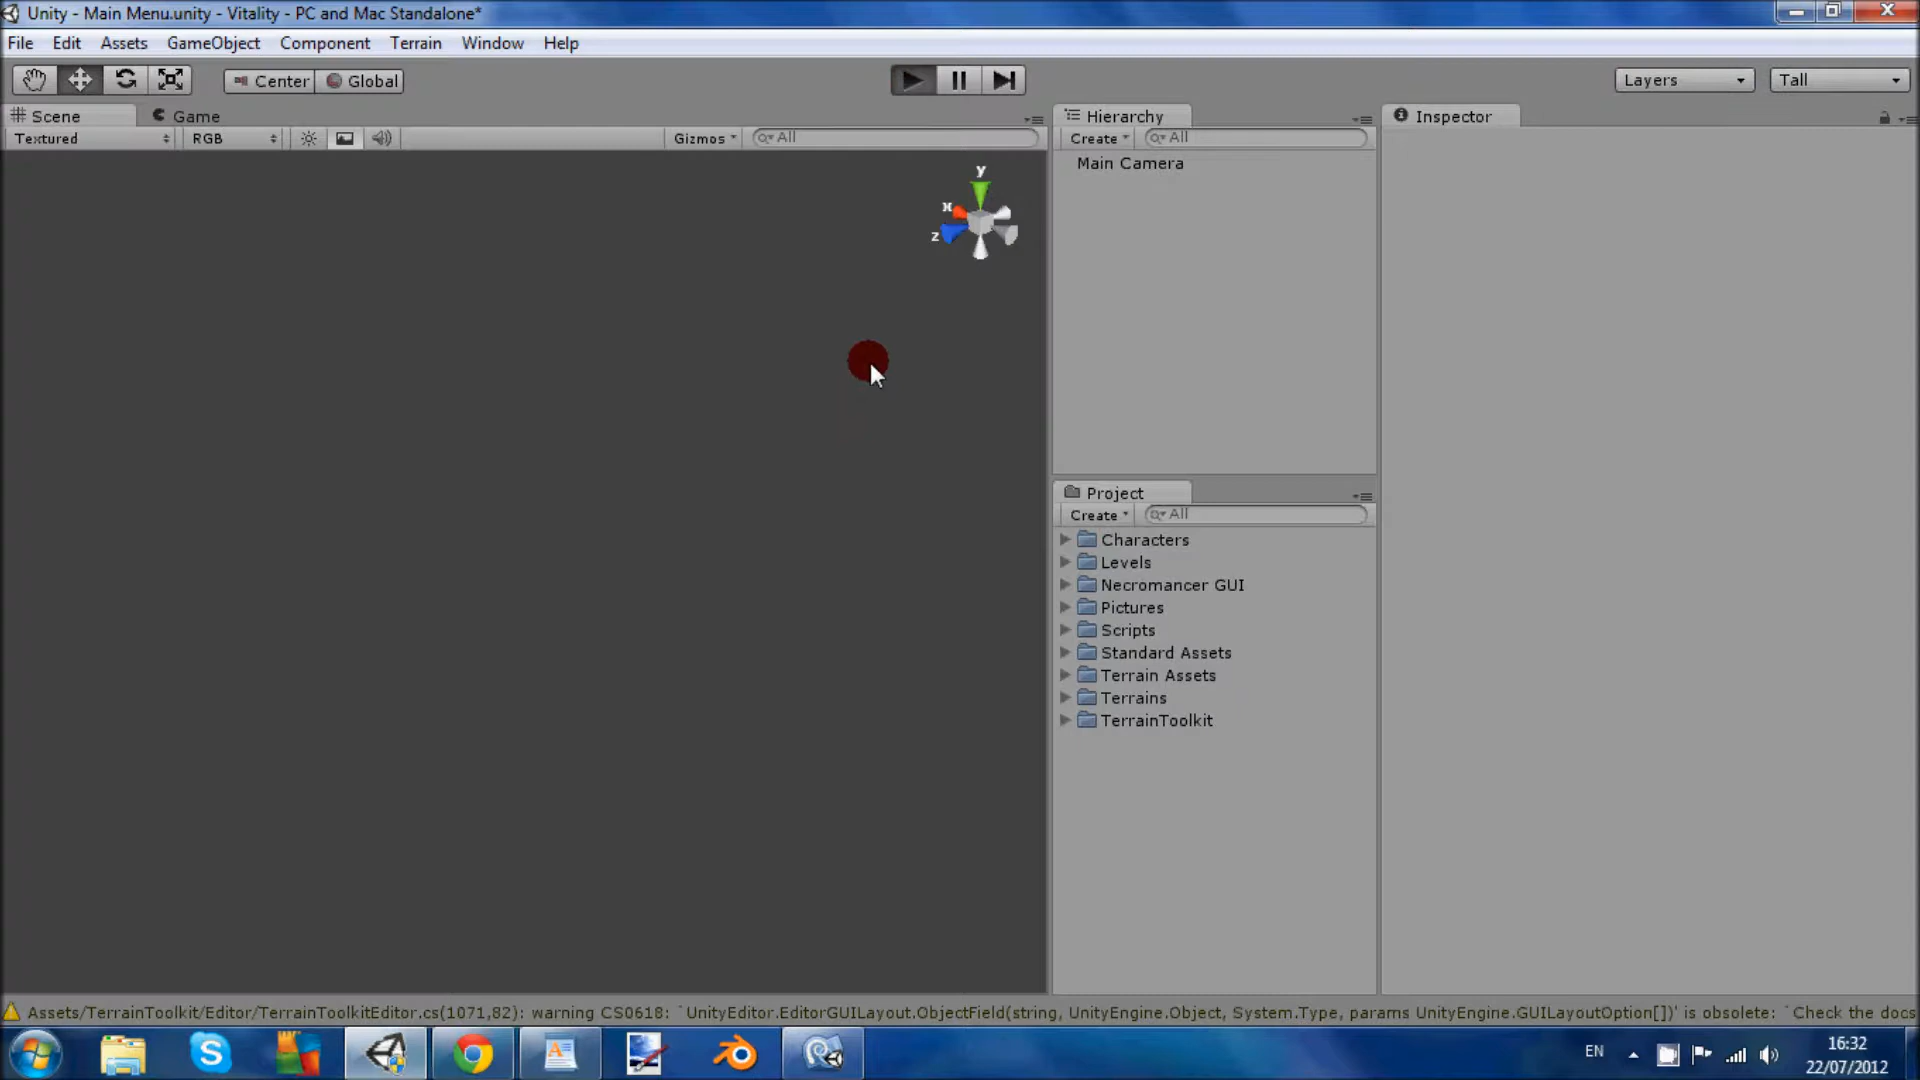 Unity - Main Menu.unity - Vitality - PC and Mac Standalone*
File Edit Assets GameObject Component Terrain Window Help
Center Global Layers Tall
Scene Game Hierarchy Inspector
Textured RGB Gizmos All Create All
Main Camera
y
x
z
Project
Create All
Characters
Levels
Necromancer GUI
Pictures
Scripts
Standard Assets
Terrain Assets
Terrains
TerrainToolkit
Assets/TerrainToolkit/Editor/TerrainToolkitEditor.cs(1071,82): warning CS0618: `UnityEditor.EditorGUILayout.ObjectField(string, UnityEngine.Object, System.Type, params UnityEngine.GUILayoutOption[])' is obsolete: `Check the docs
EN 16:32
22/07/2012